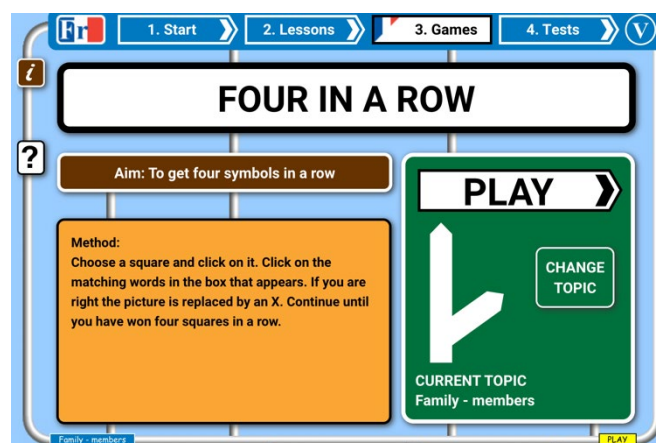 Fr
1. Start
2. Lessons
3. Games
4. Tests
V
i
FOUR IN A ROW
?
Aim: To get four symbols in a row
PLAY
Method:
Choose a square and click on it. Click on the
matching words in the box that appears. If you are
right the picture is replaced by an X. Continue until
you have won four squares in a row.
CHANGE
TOPIC
CURRENT TOPIC
Family - members
Family - members
PLAY